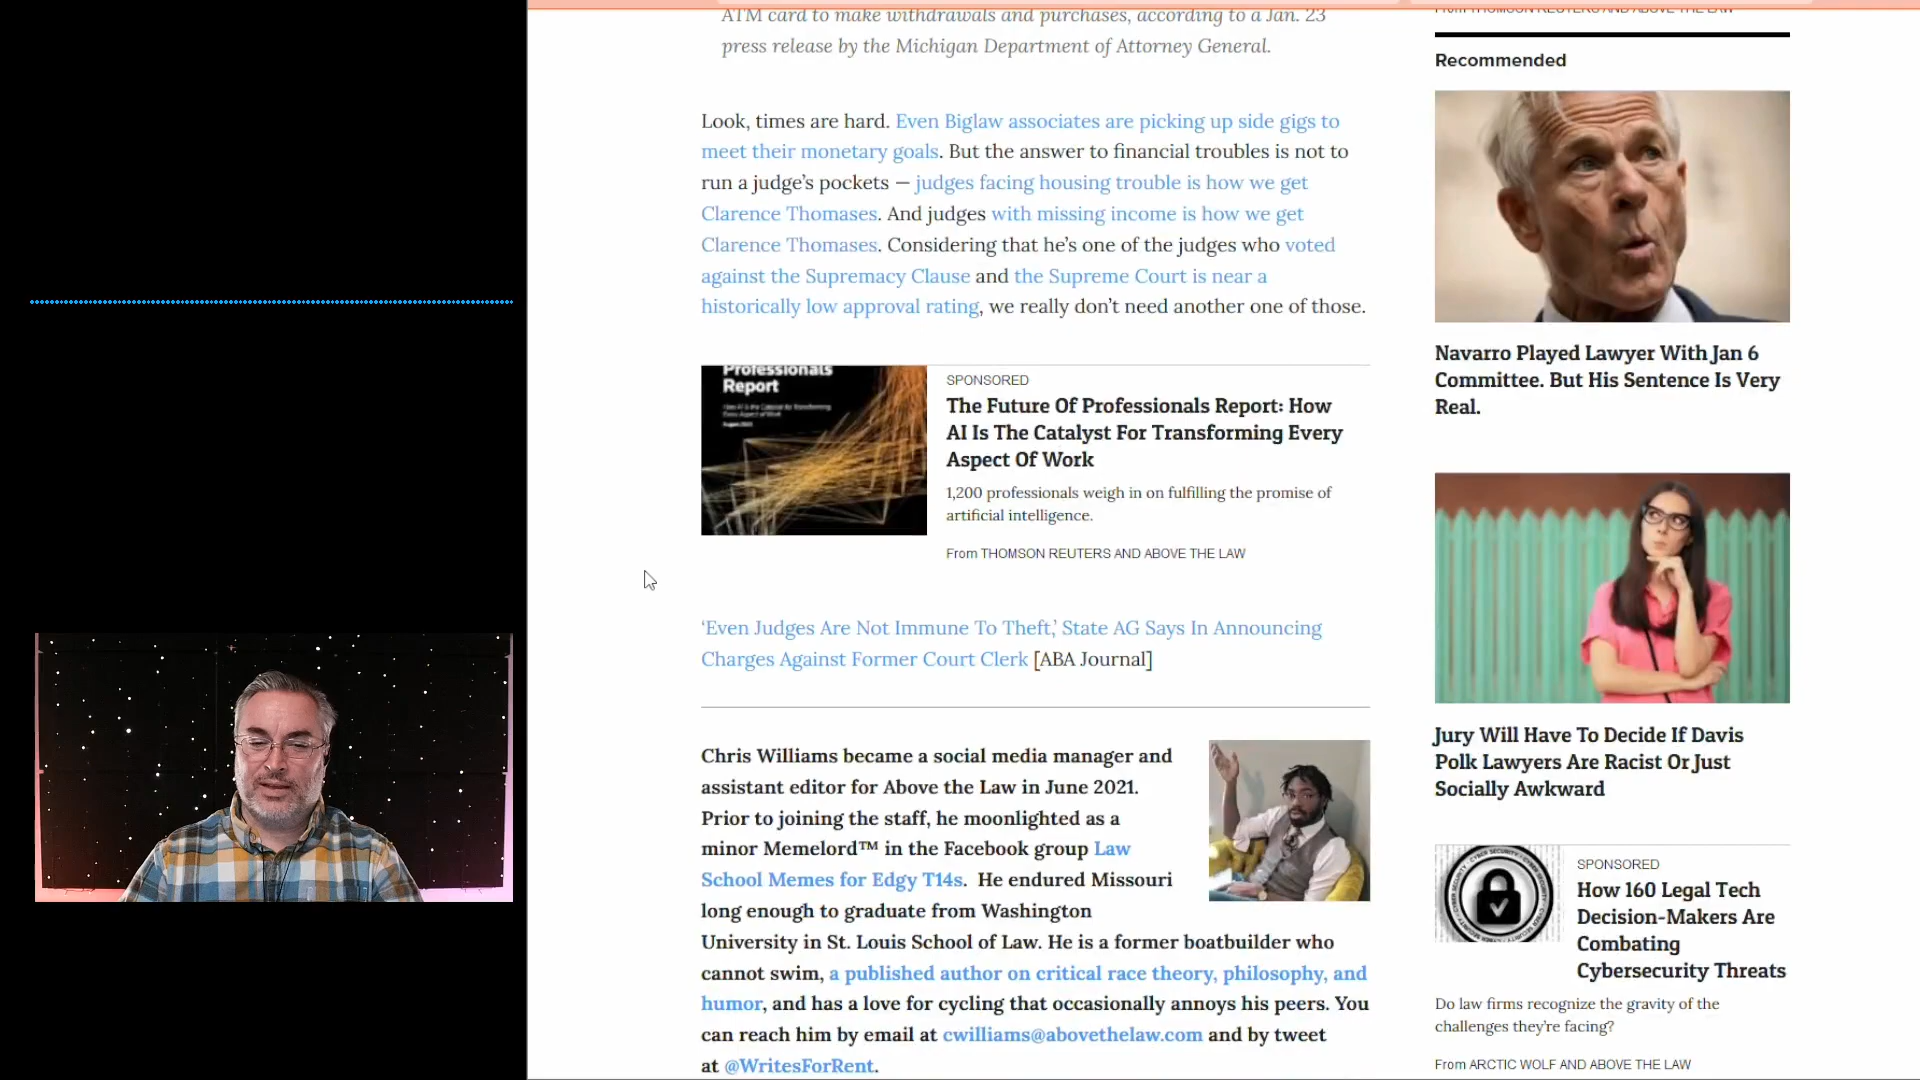 ATM card to make withdrawals and purchases, according to a Jan. 23
press release by the Michigan Department of Attorney General.
Look, times are hard. Even Biglaw associates are picking up side gigs to
meet their monetary goals. But the answer to financial troubles is not to
run a judge’s pockets — judges facing housing trouble is how we get
Clarence Thomases. And judges with missing income is how we get
Clarence Thomases. Considering that he’s one of the judges who voted
against the Supremacy Clause and the Supreme Court is near a
historically low approval rating, we really don’t need another one of those.
Professionals
Report
SPONSORED
The Future Of Professionals Report: How
AI Is The Catalyst For Transforming Every
Aspect Of Work
1,200 professionals weigh in on fulfilling the promise of
artificial intelligence.
From THOMSON REUTERS AND ABOVE THE LAW
‘Even Judges Are Not Immune To Theft,’ State AG Says In Announcing
Charges Against Former Court Clerk [ABA Journal]
Chris Williams became a social media manager and
assistant editor for Above the Law in June 2021.
Prior to joining the staff, he moonlighted as a
minor Memelord™ in the Facebook group Law
School Memes for Edgy T14s. He endured Missouri
long enough to graduate from Washington
University in St. Louis School of Law. He is a former boatbuilder who
cannot swim, a published author on critical race theory, philosophy, and
humor, and has a love for cycling that occasionally annoys his peers. You
can reach him by email at cwilliams@abovethelaw.com and by tweet
at @WritesForRent.
From THOMSON REUTERS AND ABOVE THE LAW
Recommended
Navarro Played Lawyer With Jan 6
Committee. But His Sentence Is Very
Real.
Jury Will Have To Decide If Davis
Polk Lawyers Are Racist Or Just
Socially Awkward
SPONSORED
How 160 Legal Tech
Decision-Makers Are
Combating
Cybersecurity Threats
Do law firms recognize the gravity of the
challenges they’re facing?
From ARCTIC WOLF AND ABOVE THE LAW